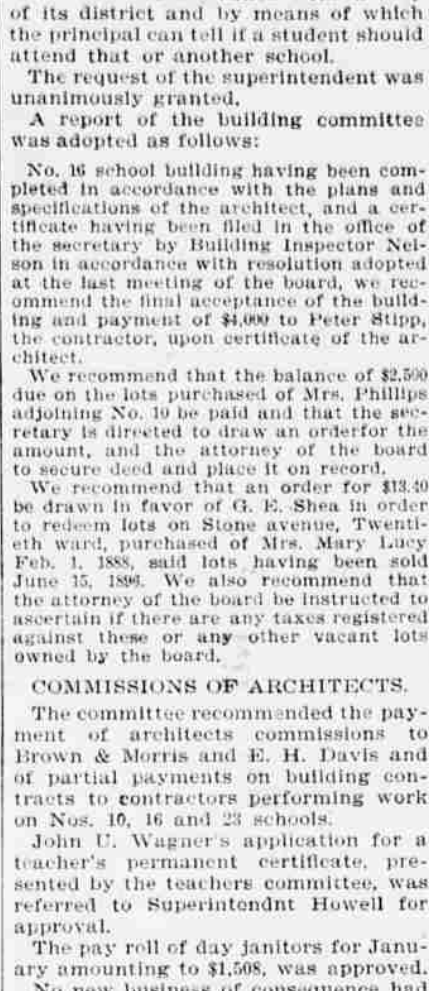 of its district and by means of which
the principal can tell if a student should
attend that or another school.
The request of the superintendent was
unanimously granted.
A report of the building committee
was adopted as follows:
No. 16 school building having been com-
pleted in accordance with the plans and
specifications of the architect, and a cer-
tificate having been filed in the office of
the secretary by Building Inspector Nel-
son in accordance with resolution adopted
at the last meeting of the board, we rec-
ommend the final acceptance of the build-
ing and payment of $4,000 to Peter Stipp,
the contractor, upon certificate of the ar-
chitect.
We recommend that the balance of $2,500
due on the lots purchased of Mrs. Phillips
adjoining No. 10 be paid and that the sec-
retary is directed to draw an orderfor the
amount, and the attorney of the board
to secure deed and place it on record.
We recommend that an order for $13.40
be drawn in favor of G. E. Shea in order
to redeem lots on Stone avenue, Twenti-
eth ward, purchased of Mrs. Mary Lucy
Feb. 1, 1888, said lots having been sold
June 15, 1896. We also recommend that
the attorney of the board be instructed to
ascertain if there are any taxes registered
against these or any other vacant lots
owned by the board.
COMMISSIONS OF ARCHITECTS.
The committee recommended the pay-
ment of architects commissions to
Brown & Morris and E. H. Davis and
of partial payments on building con-
tracts to contractors performing work
on Nos. 10, 16 and 23 schools.
John U. Wagner's application for a
teacher's permanent certificate, pre-
sented by the teachers committee, was
referred to Superintendnt Howell for
approval.
The pay roll of day janitors for Janu-
ary amounting to $1,508, was approved.
No new business of consequence had